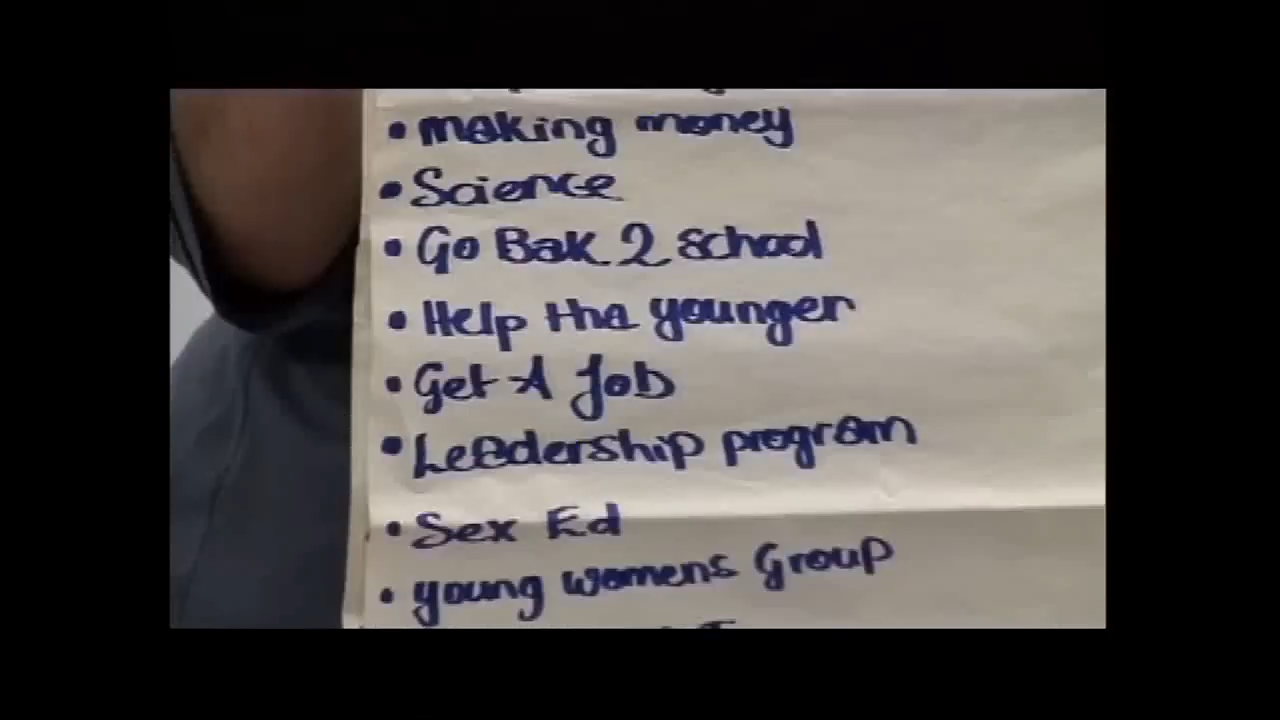 • making money
• Science
• Go Bak 2 school
• Help the younger
• Get A Job
• Leadership program
• Sex Ed
• young womens Group